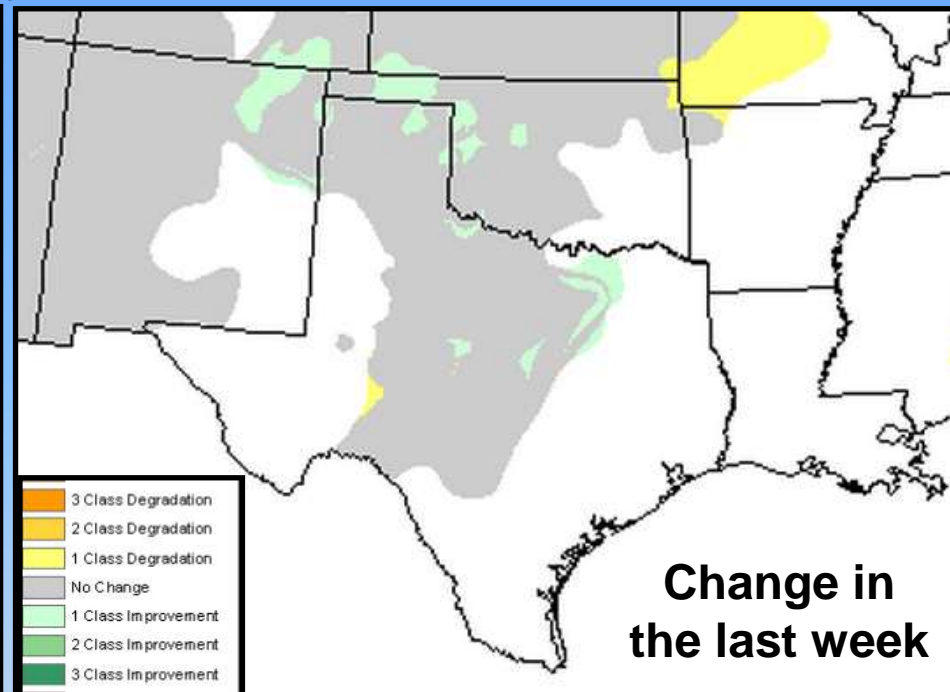 3 Class Degradation
2 Class Degradation
1 Class Degradation
No Change
1 Class Improvement
2 Class Improvement
3 Class Improvement
Change in
the last week